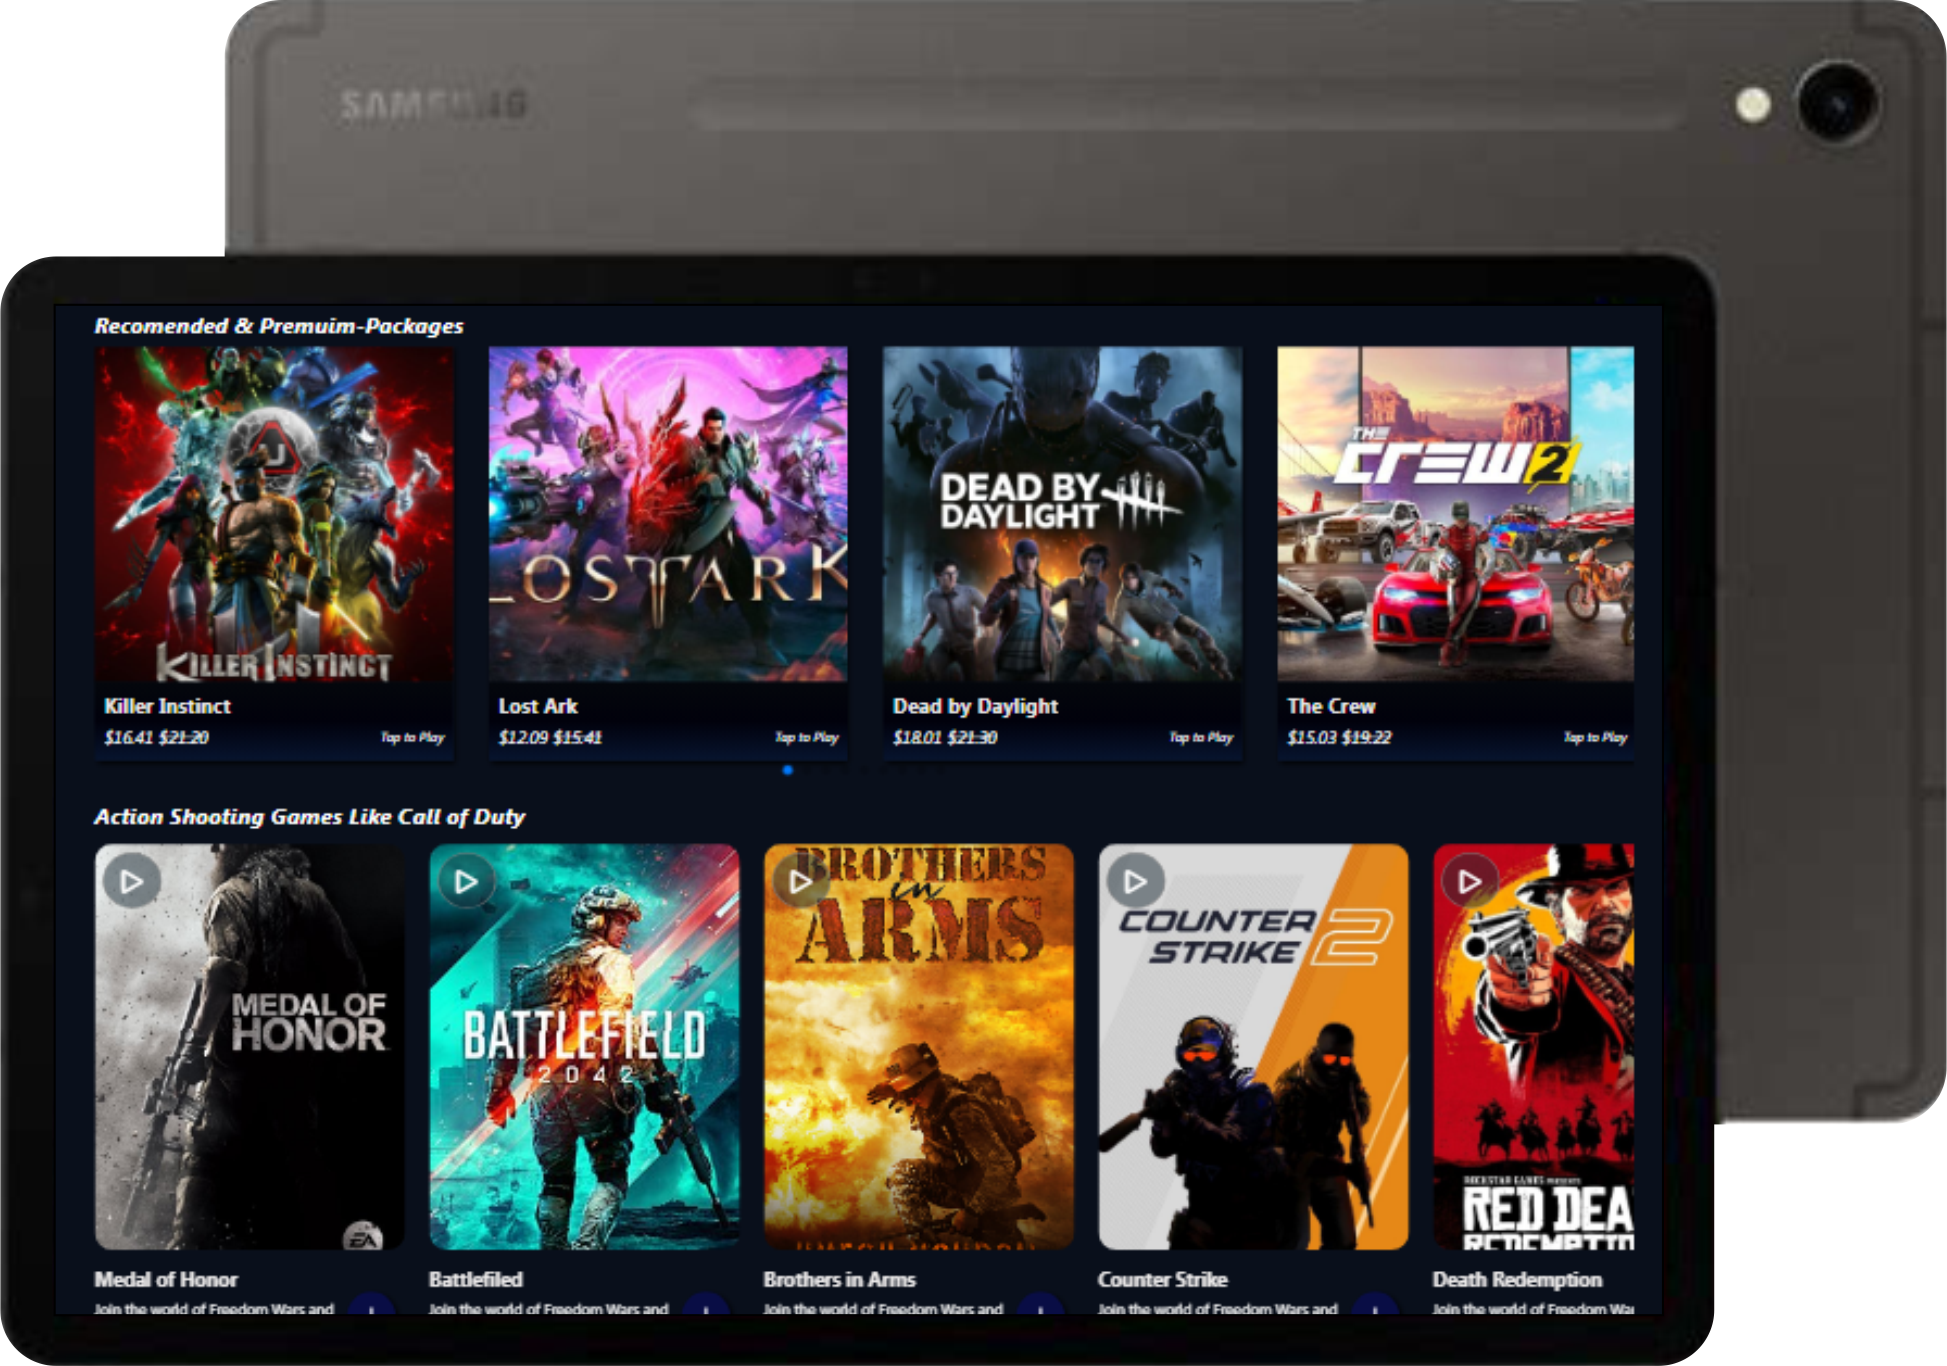 SAMSUNG
Recomended & Premuim-Packages
KILLER INSTINCT
LOST ARK
DEAD BY
DAYLIGHT
THE
CREW 2
Killer Instinct
$16.41 $21.20 Tap to Play
Lost Ark
$12.09 $15.41 Tap to Play
Dead by Daylight
$18.01 $21.30 Tap to Play
The Crew
$15.03 $19.22 Tap to Play
Action Shooting Games Like Call of Duty
MEDAL OF
HONOR
EA
BATTLEFIELD
2042
BROTHERS
in
ARMS
COUNTER
STRIKE 2
ROCKSTAR GAMES PRESENTS
RED DEA
REDEMPTIO
Medal of Honor
Join the world of Freedom Wars and
Battlefiled
Join the world of Freedom Wars and
Brothers in Arms
Join the world of Freedom Wars and
Counter Strike
Join the world of Freedom Wars and
Death Redemption
Join the world of Freedom Wa